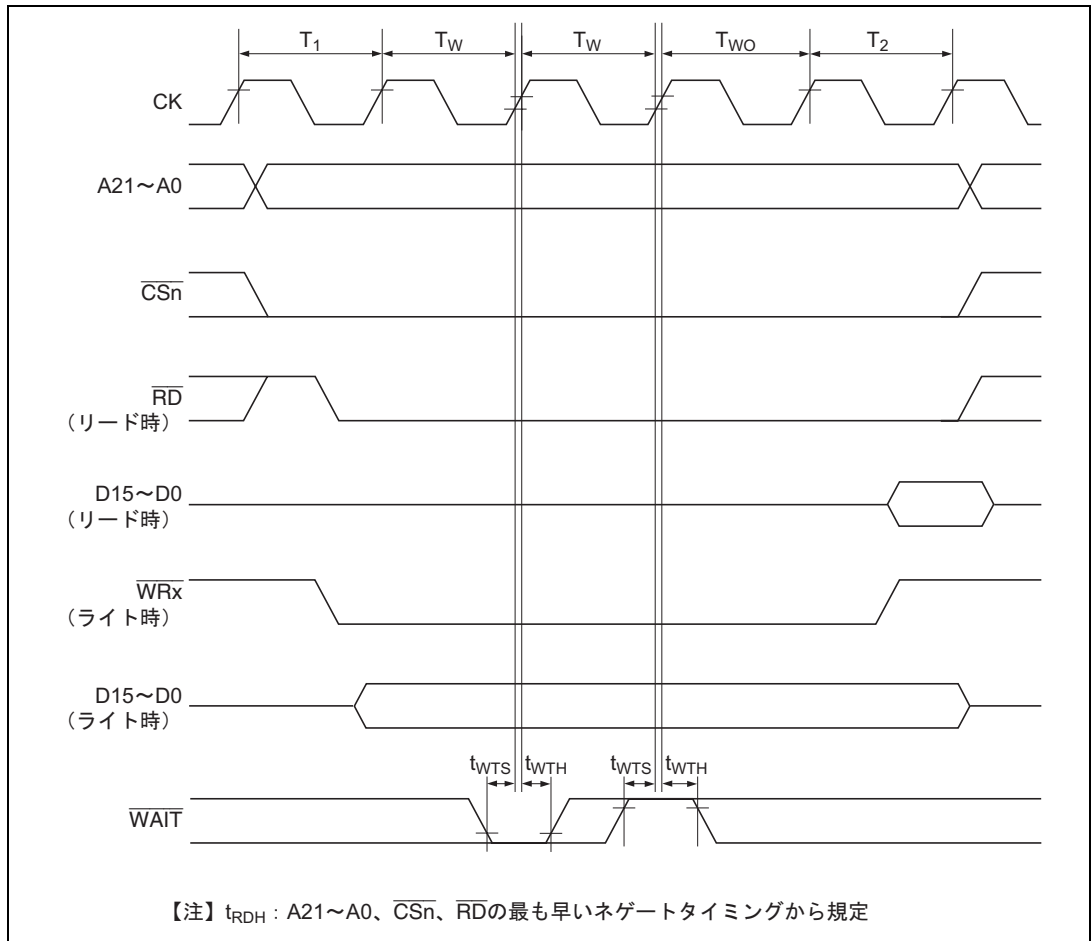 T1 TW TW TWO T2
CK
A21～A0
CSn
RD
（リード時）
D15～D0
（リード時）
WRx
（ライト時）
D15～D0
（ライト時）
tWTS tWTH tWTS tWTH
WAIT
【注】tRDH : A21～A0、CSn、RDの最も早いネゲートタイミングから規定